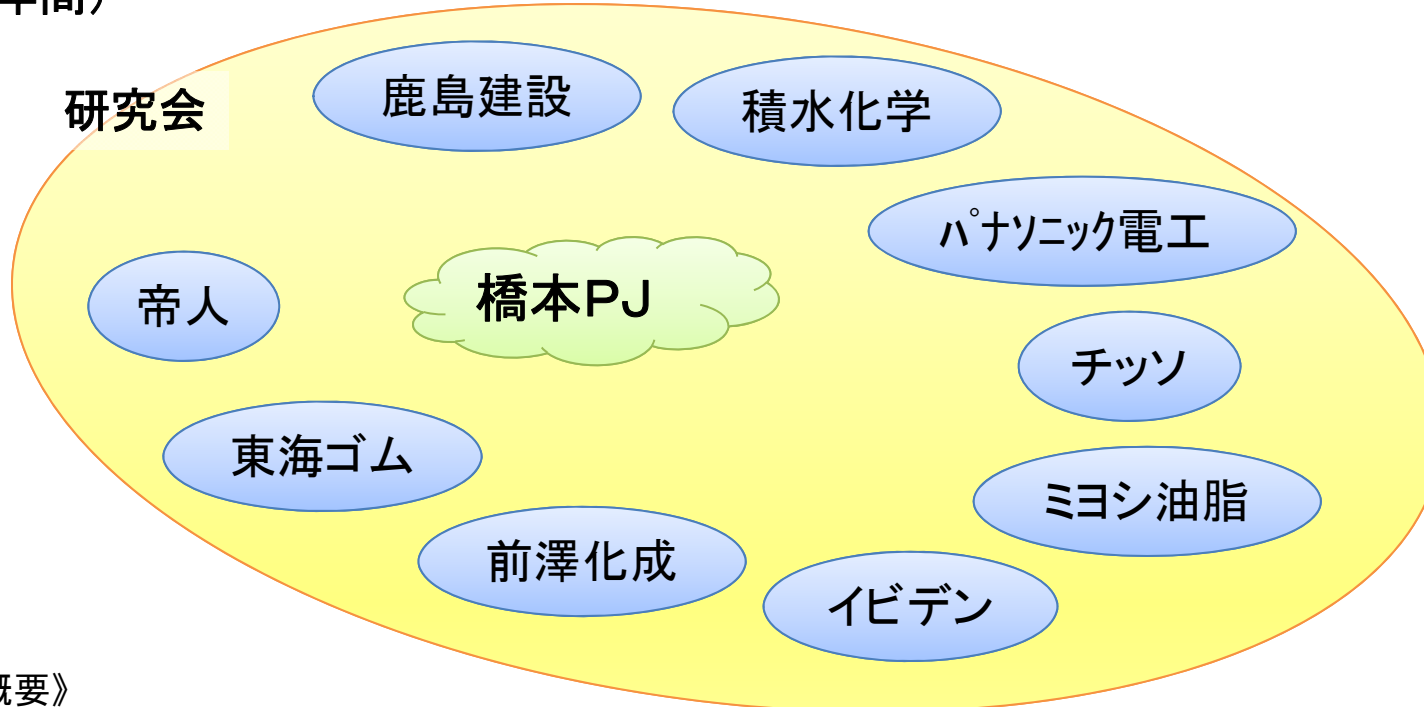 年間）
研究会
鹿島建設
積水化学
ﾊﾟﾅｿﾆｯｸ電工
橋本ＰＪ
帝人
チッソ
東海ゴム
ミヨシ油脂
前澤化成
イビデン
概要》